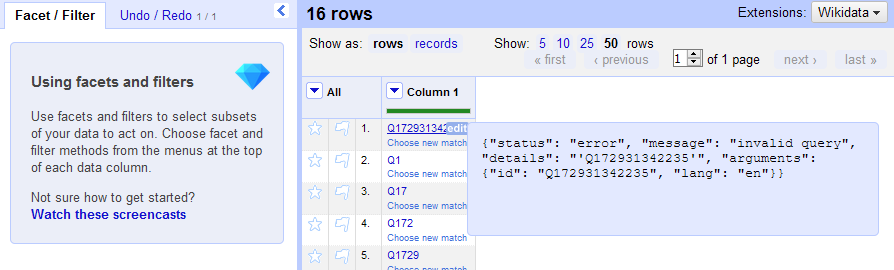 Facet / Filter Undo / Redo 1 / 1
Using facets and filters
Use facets and filters to select subsets
of your data to act on. Choose facet and
filter methods from the menus at the top
of each data column.
Not sure how to get started?
Watch these screencasts
16 rows
Extensions: Wikidata
Show as: rows records
Show: 5 10 25 50 rows
« first ‹ previous 1 of 1 page next › last »
All Column 1
1. Q172931342 edit
Choose new match
2. Q1
Choose new match
3. Q17
Choose new match
4. Q172
Choose new match
5. Q1729
Choose new match
{"status": "error", "message": "invalid query",
"details": "'Q172931342235'", "arguments":
{"id": "Q172931342235", "lang": "en"}}